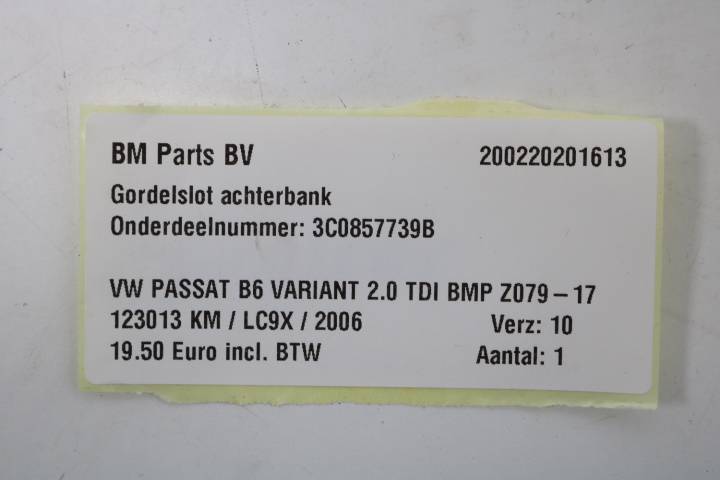 BM Parts BV 200220201613
Gordelslot achterbank
Onderdeelnummer: 3C0857739B
VW PASSAT B6 VARIANT 2.0 TDI BMP Z079-17
123013 KM / LC9X / 2006 Verz: 10
19.50 Euro incl. BTW Aantal: 1